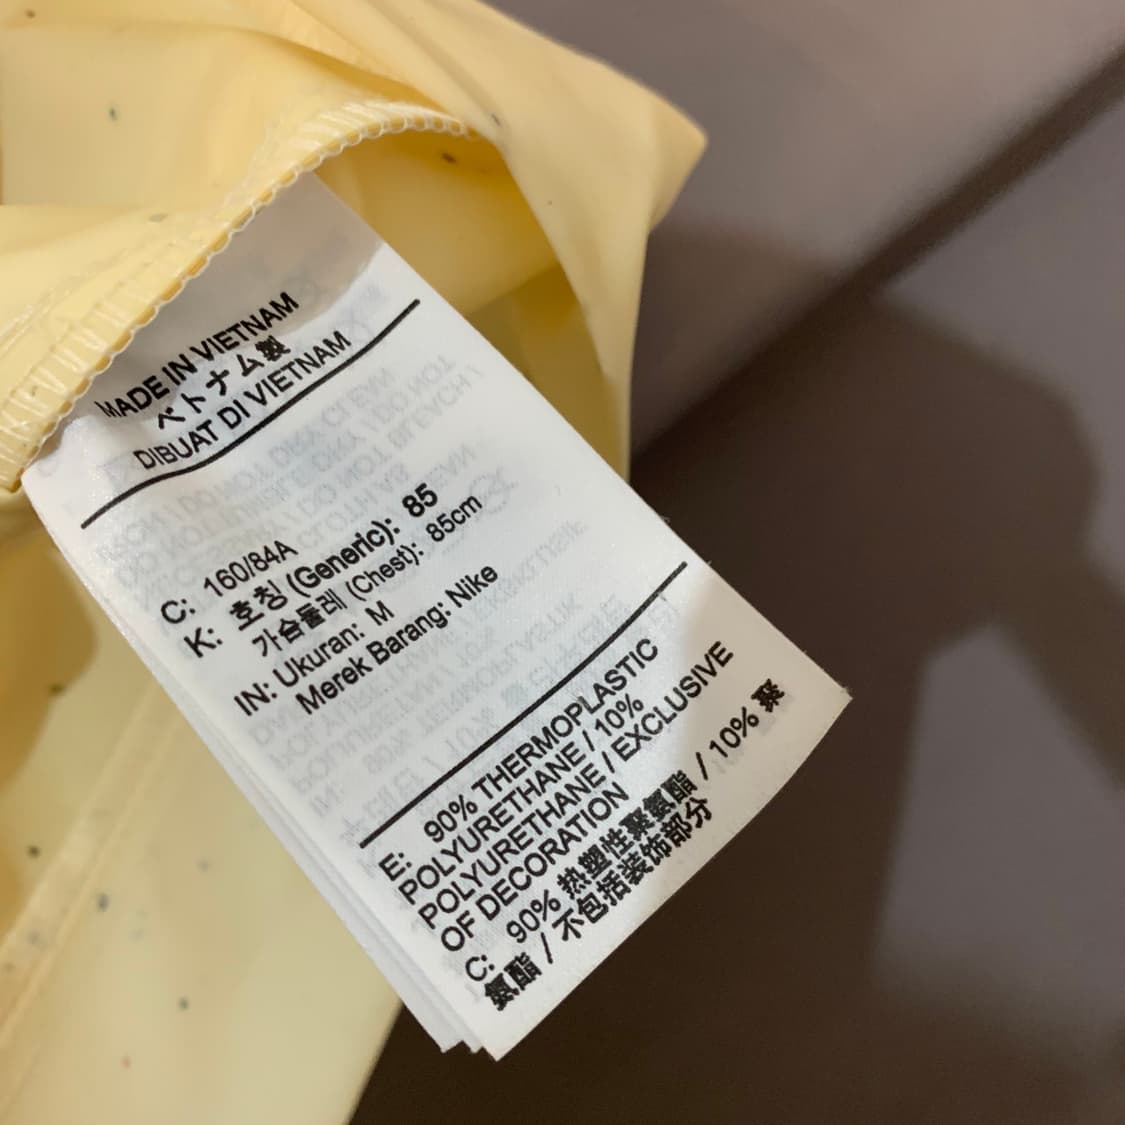 MADE IN VIETNAM
ベトナム製
DIBUAT DI VIETNAM
C: 160/84A
K: 호칭 (Generic): 85
가슴둘레 (Chest): 85cm
IN: Ukuran: M
Merek Barang: Nike
E: 90% THERMOPLASTIC
POLYURETHANE / 10%
POLYURETHANE / EXCLUSIVE
OF DECORATION
C: 90% 热塑性聚氨酯 / 10% 聚
氨酯 / 不包括装饰部分